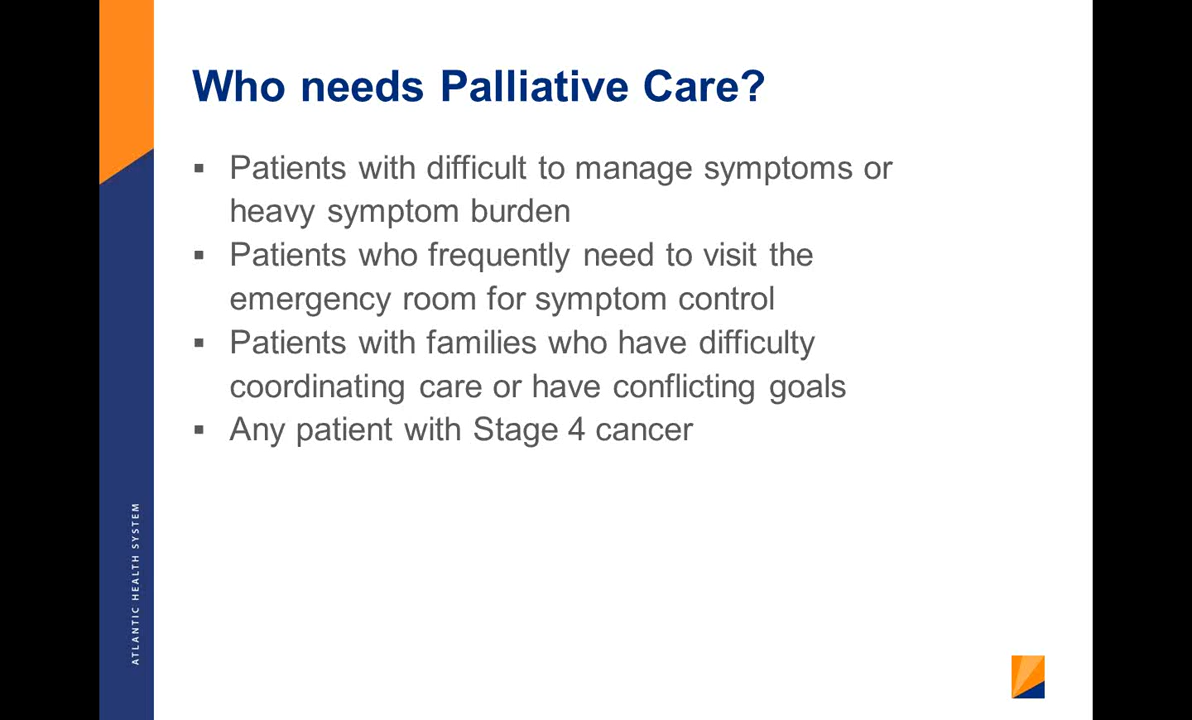 Who needs Palliative Care?
▪ Patients with difficult to manage symptoms or
heavy symptom burden
▪ Patients who frequently need to visit the
emergency room for symptom control
▪ Patients with families who have difficulty
coordinating care or have conflicting goals
▪ Any patient with Stage 4 cancer
ATLANTIC HEALTH SYSTEM